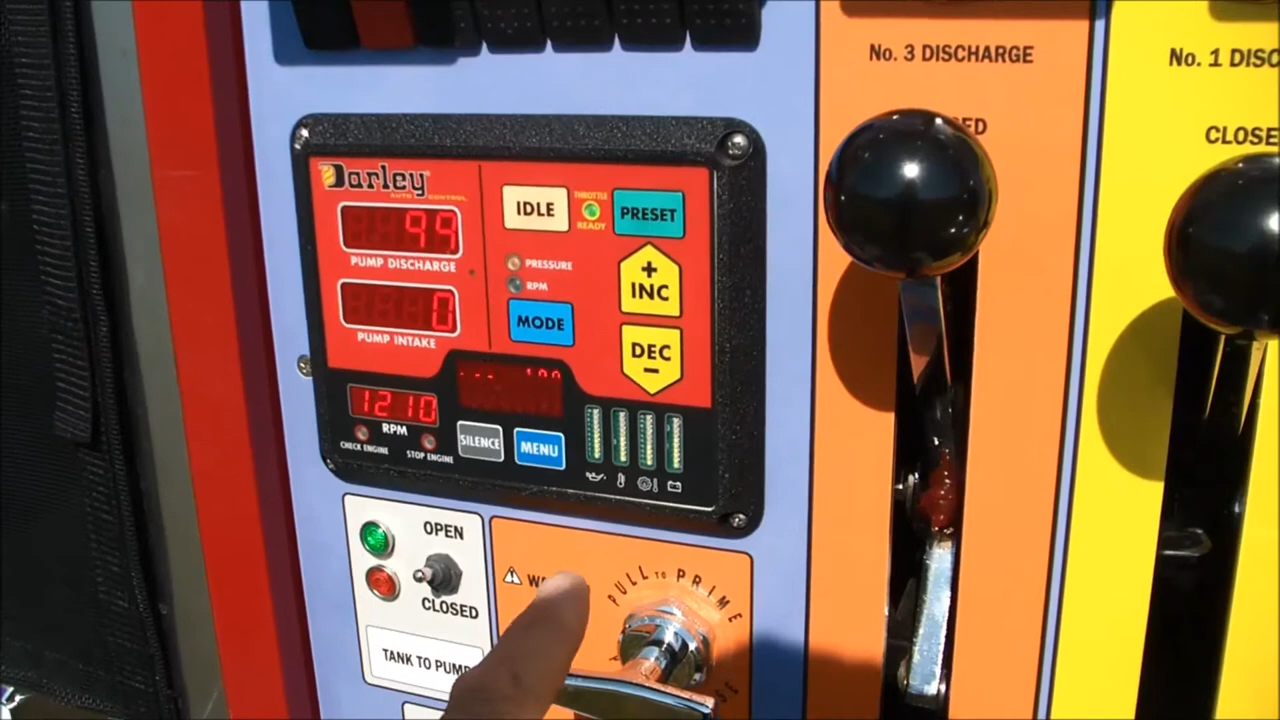 No. 3 DISCHARGE
No. 1 DISC
CLOSE
Darley
AUTO CONTROL
99
PUMP DISCHARGE
0
PUMP INTAKE
IDLE
THROTTLE
READY
PRESET
PRESSURE
RPM
MODE
+
INC
DEC
-
1210
RPM
CHECK ENGINE
STOP ENGINE
SILENCE
MENU
OPEN
CLOSED
TANK TO PUMP
PULL TO PRIME